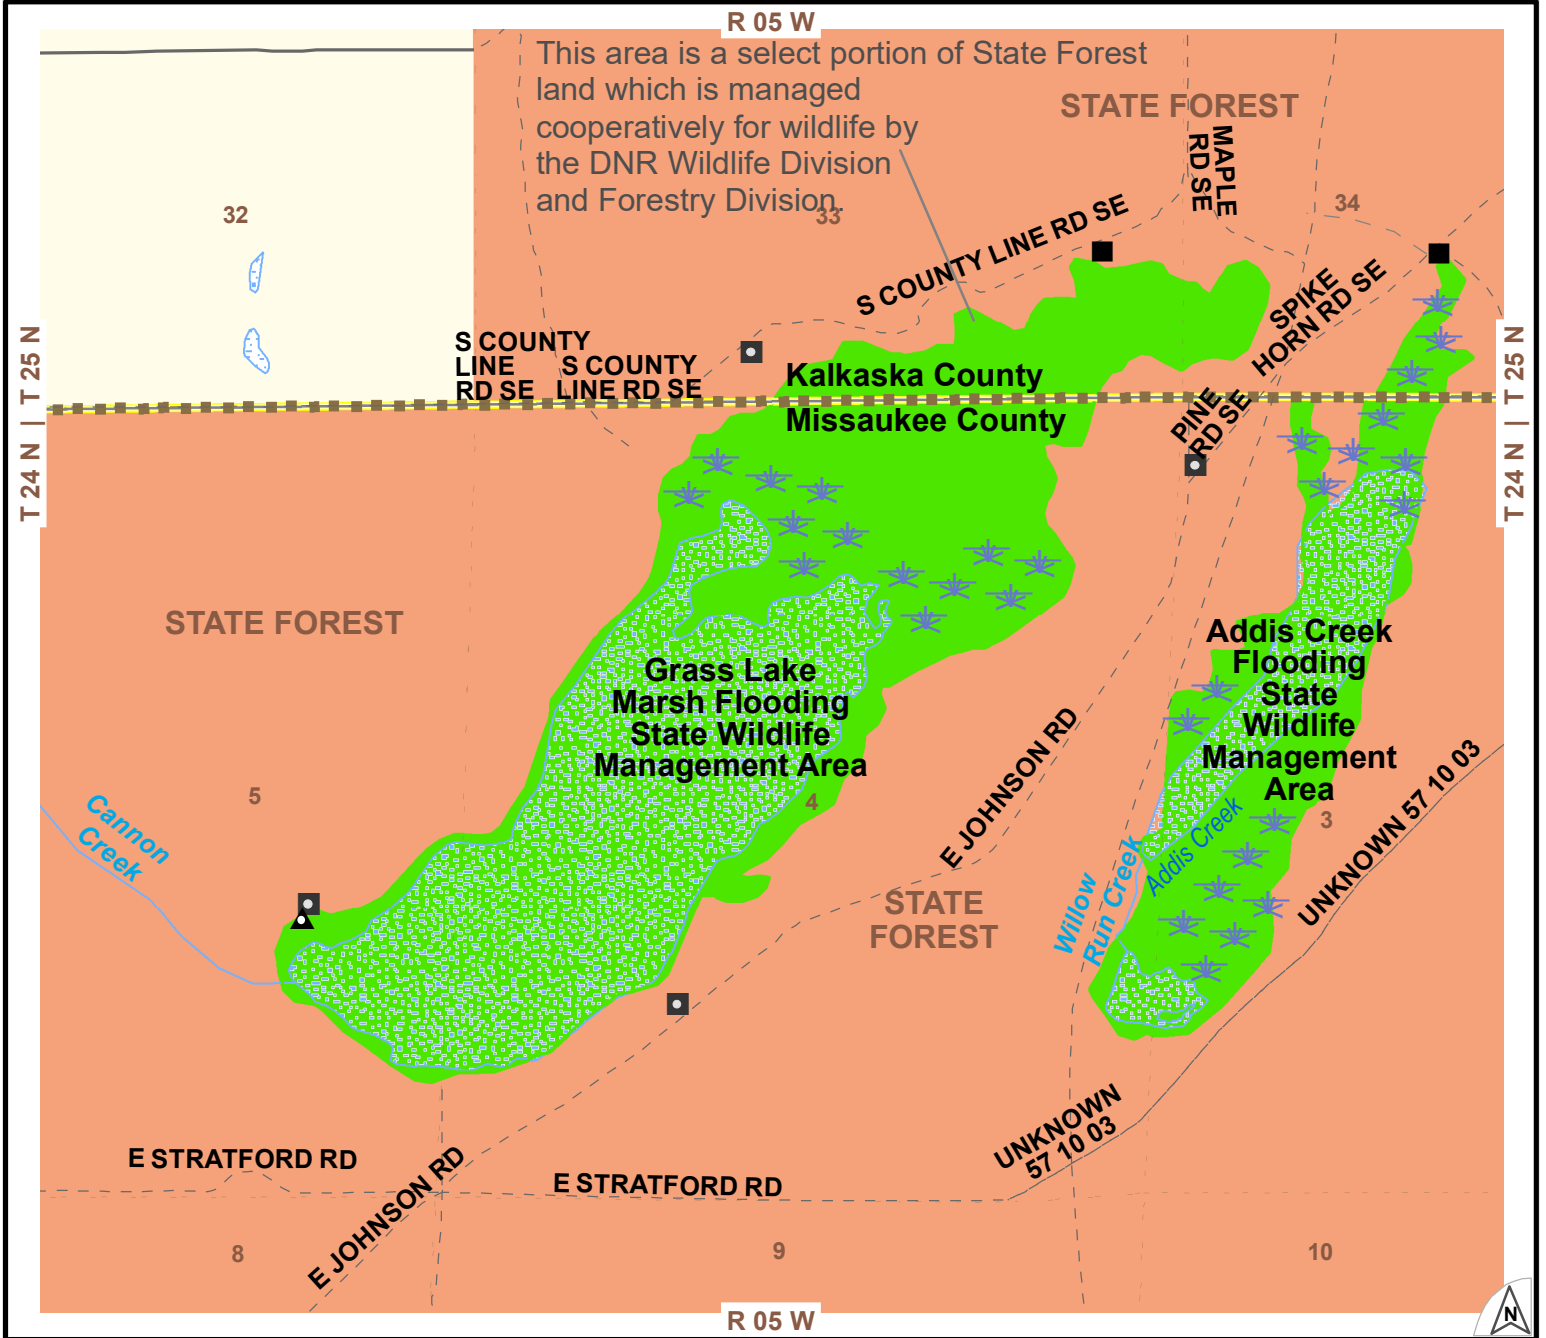 R 05 W
This area is a select portion of State Forest
land which is managed
cooperatively for wildlife by
the DNR Wildlife Division
and Forestry Division.
STATE FOREST
MAPLE
RD SE
32
33
34
S COUNTY LINE RD SE
SPIKE
HORN RD SE
T 24 N | T 25 N
T 24 N | T 25 N
S COUNTY
LINE
RD SE
S COUNTY
LINE RD SE
Kalkaska County
Missaukee County
PINE
RD SE
STATE FOREST
Grass Lake
Marsh Flooding
State Wildlife
Management Area
Addis Creek
Flooding
State
Wildlife
Management
Area
5
4
3
Cannon
Creek
E JOHNSON RD
Addis Creek
Willow
Run Creek
UNKNOWN 57 10 03
STATE
FOREST
UNKNOWN
57 10 03
E STRATFORD RD
E STRATFORD RD
E JOHNSON RD
8
9
10
R 05 W
N